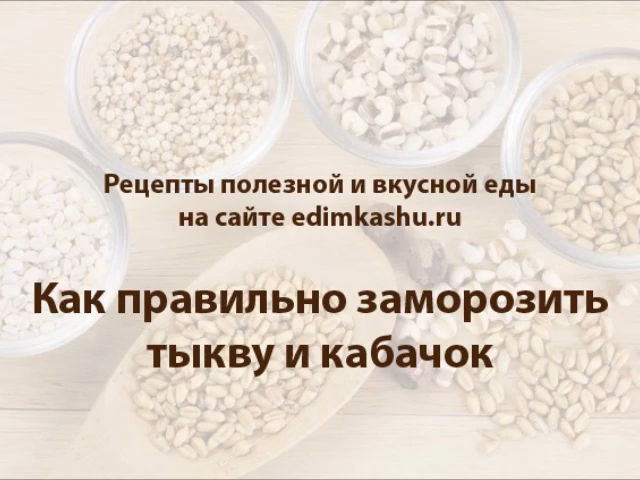 Рецепты полезной и вкусной еды
на сайте edimkashu.ru
Как правильно заморозить
тыкву и кабачок